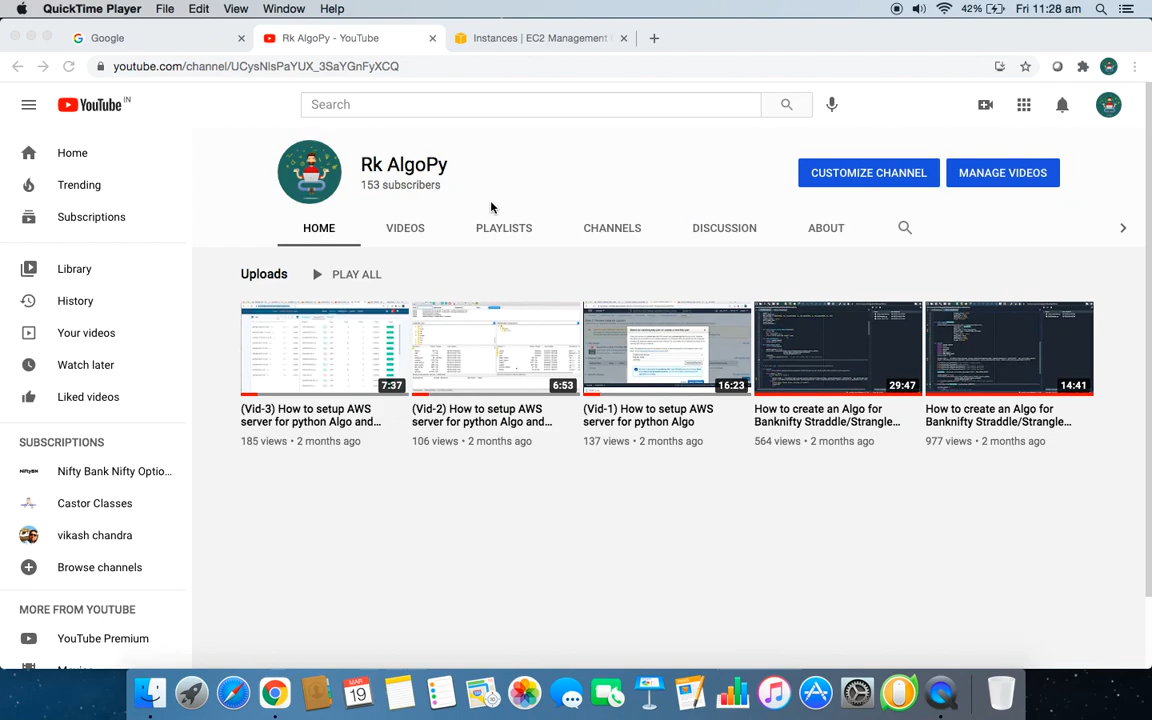 QuickTime Player File Edit View Window Help 42% Fri 11:28 am
Google Rk AlgoPy - YouTube Instances | EC2 Management
youtube.com/channel/UCysNlsPaYUX_3SaYGnFyXCQ
YouTube IN Search
Home
Trending
Subscriptions
Library
History
Your videos
Watch later
Liked videos
SUBSCRIPTIONS
Nifty Bank Nifty Optio...
Castor Classes
vikash chandra
Browse channels
MORE FROM YOUTUBE
YouTube Premium
Rk AlgoPy
153 subscribers
CUSTOMIZE CHANNEL MANAGE VIDEOS
HOME VIDEOS PLAYLISTS CHANNELS DISCUSSION ABOUT
Uploads PLAY ALL
7:37 6:53 16:23 29:47 14:41
(Vid-3) How to setup AWS
server for python Algo and...
185 views • 2 months ago
(Vid-2) How to setup AWS
server for python Algo and...
106 views • 2 months ago
(Vid-1) How to setup AWS
server for python Algo
137 views • 2 months ago
How to create an Algo for
Banknifty Straddle/Strangle...
564 views • 2 months ago
How to create an Algo for
Banknifty Straddle/Strangle...
977 views • 2 months ago
MAR
19